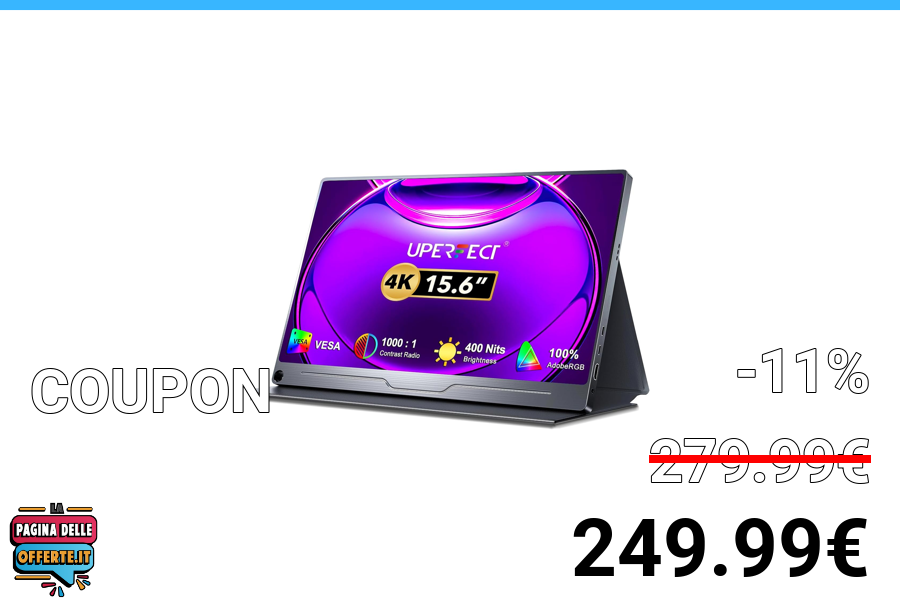 UPERFECT®
4K 15.6"
VESA VESA
1000 : 1
Contrast Radio
400 Nits
Brightness
100%
AdobeRGB
COUPON
-11%
279.99€
249.99€
LA
PAGINA DELLE
OFFERTE.IT